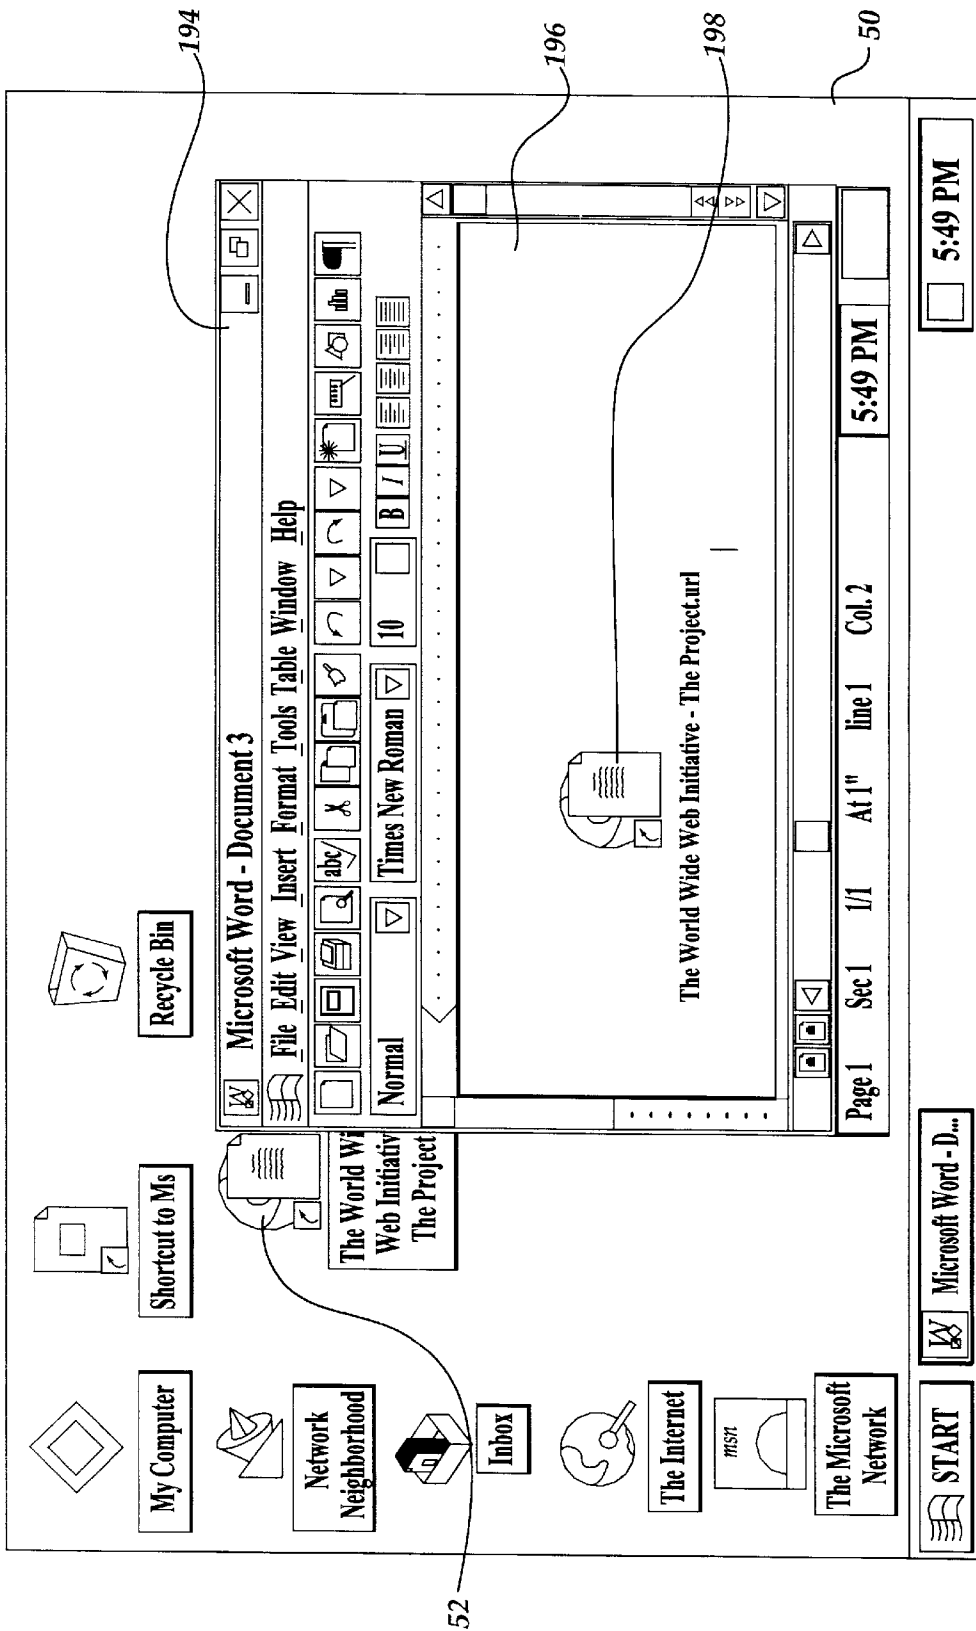 194
196
198
50
My Computer
Shortcut to Ms
Recycle Bin
Network
Neighborhood
The World Wi
Web Initiativ
The Project
Inbox
The Internet
msn
The Microsoft
Network
52
W Microsoft Word - Document 3
File Edit View Insert Format Tools Table Window Help
abc
Normal Times New Roman 10 B I U
The World Wide Web Initiative - The Project.url
Page 1 Sec 1 1/1 At 1" line 1 Col. 2 5:49 PM
START W Microsoft Word - D... 5:49 PM